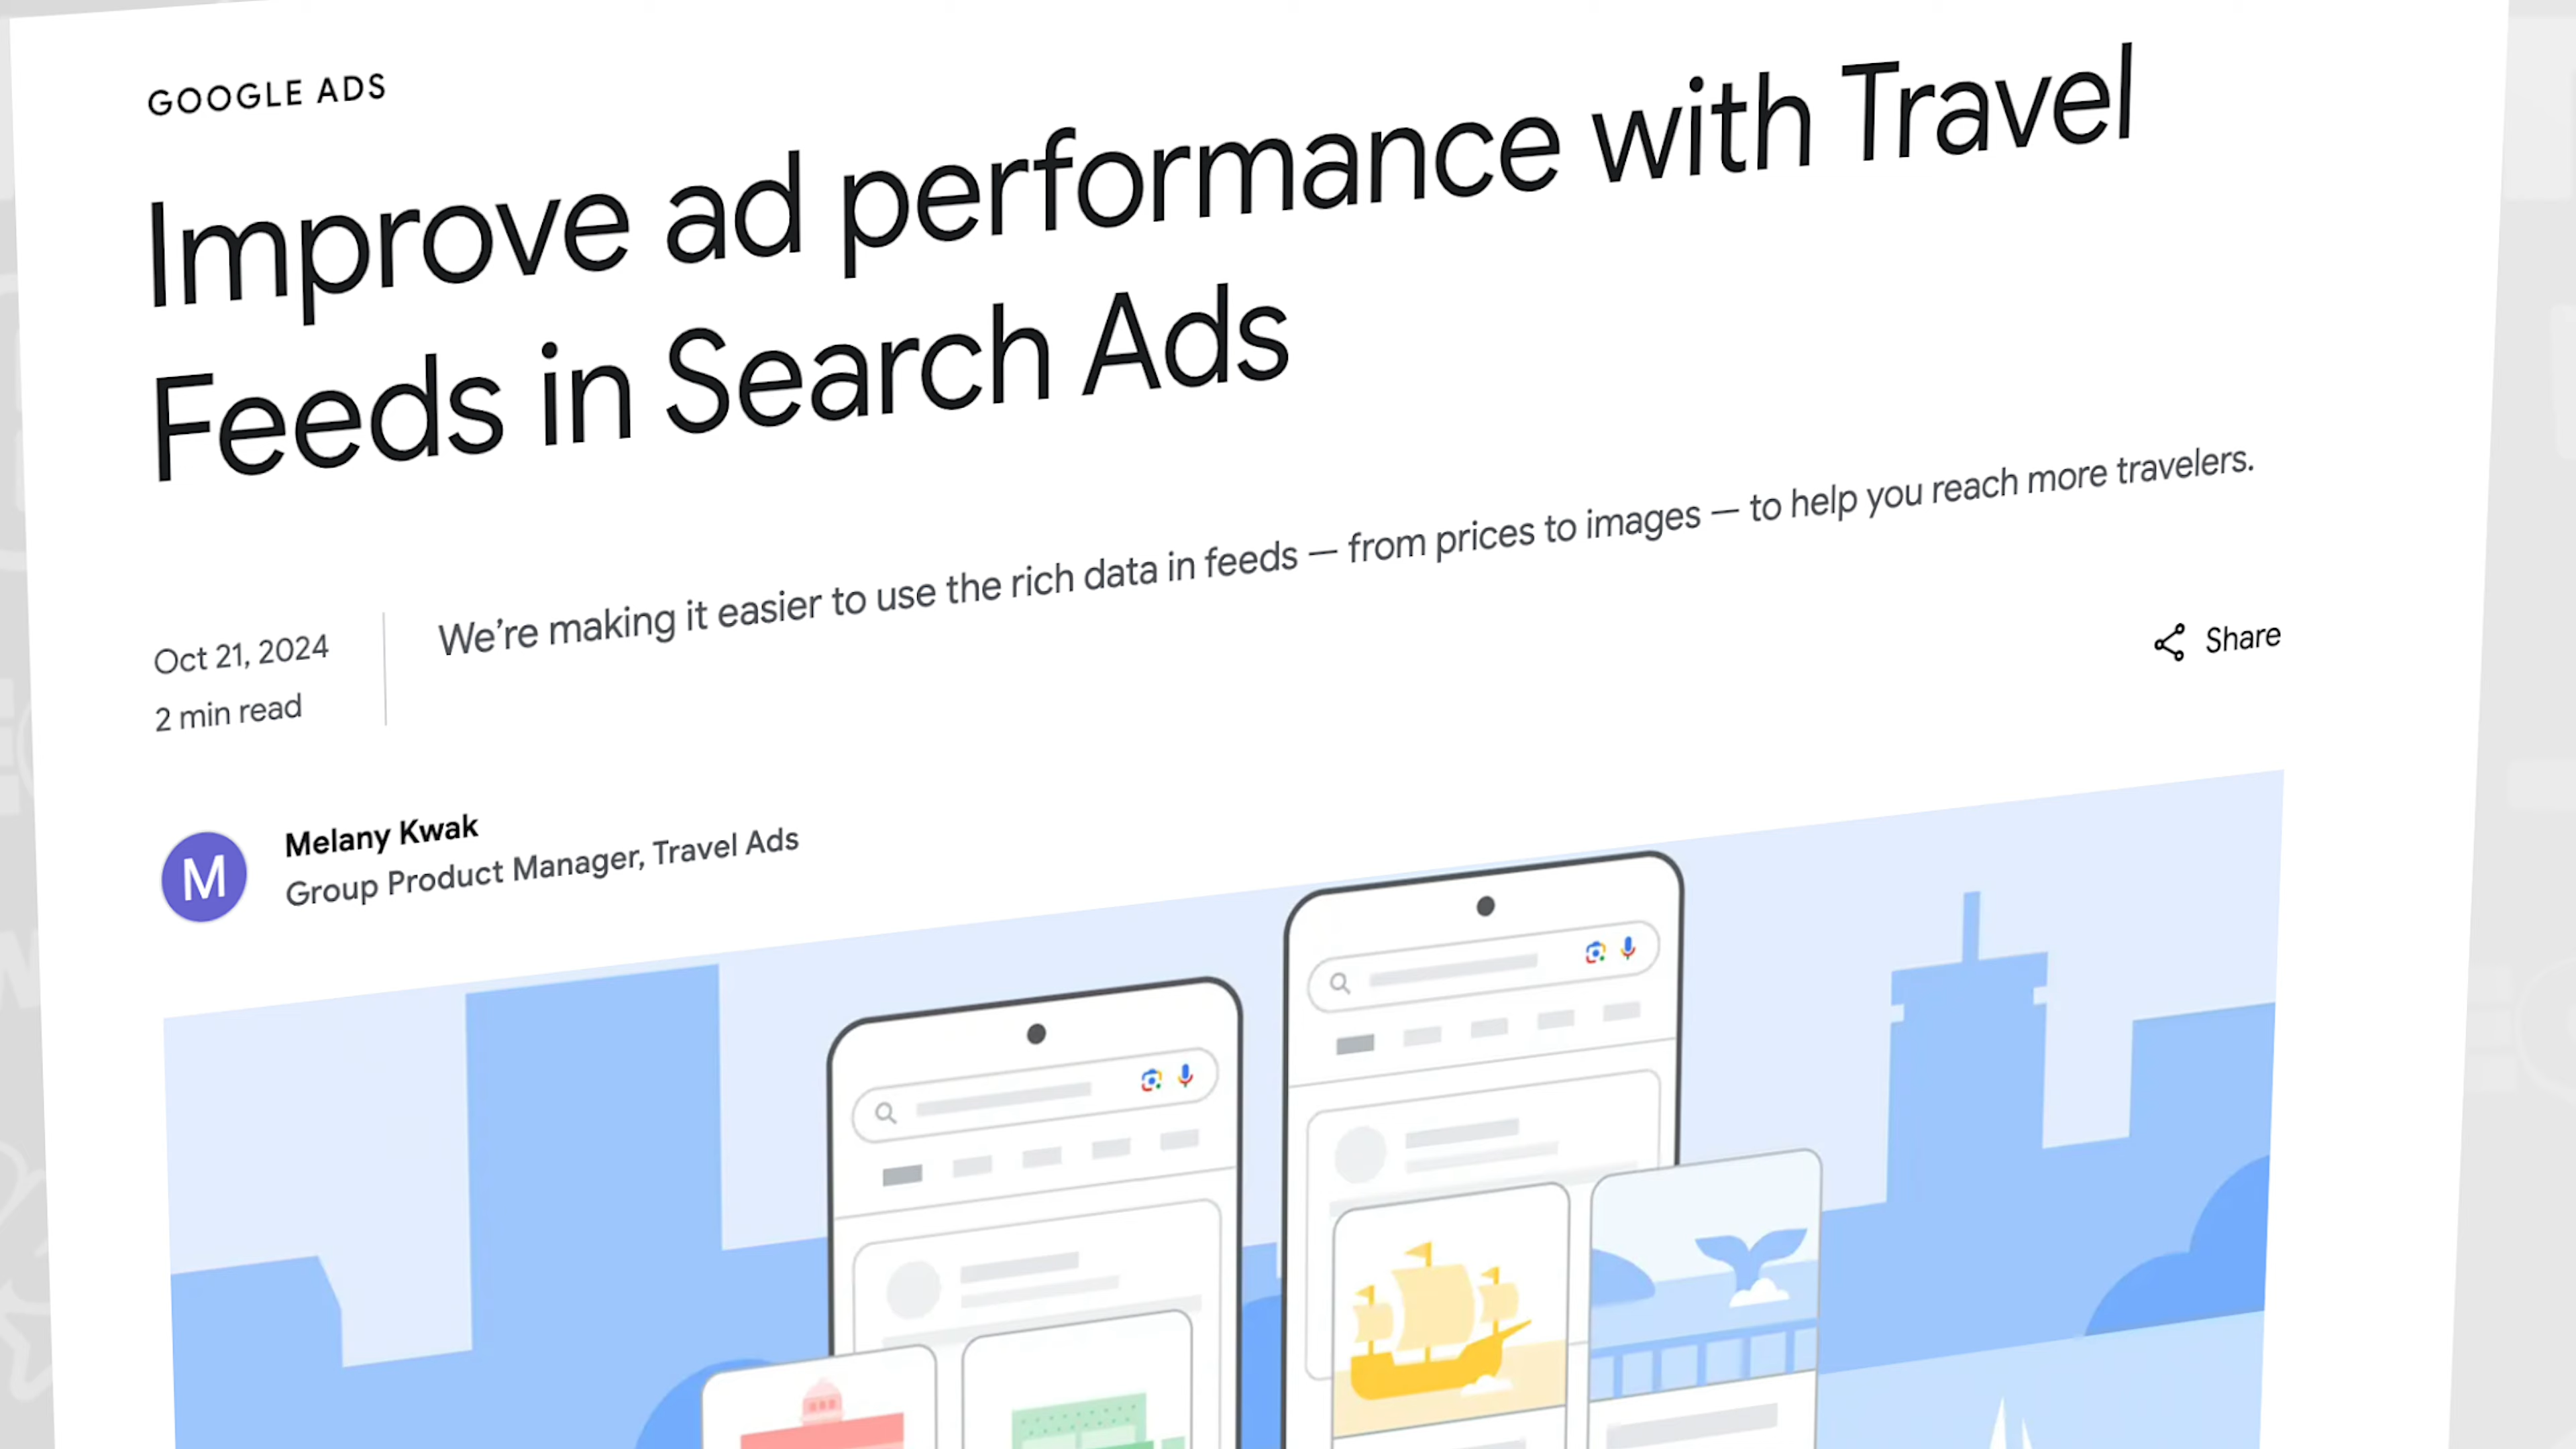 GOOGLE ADS
Improve ad performance with Travel
Feeds in Search Ads
Oct 21, 2024
2 min read
We’re making it easier to use the rich data in feeds — from prices to images — to help you reach more travelers.
Share
M
Melany Kwak
Group Product Manager, Travel Ads